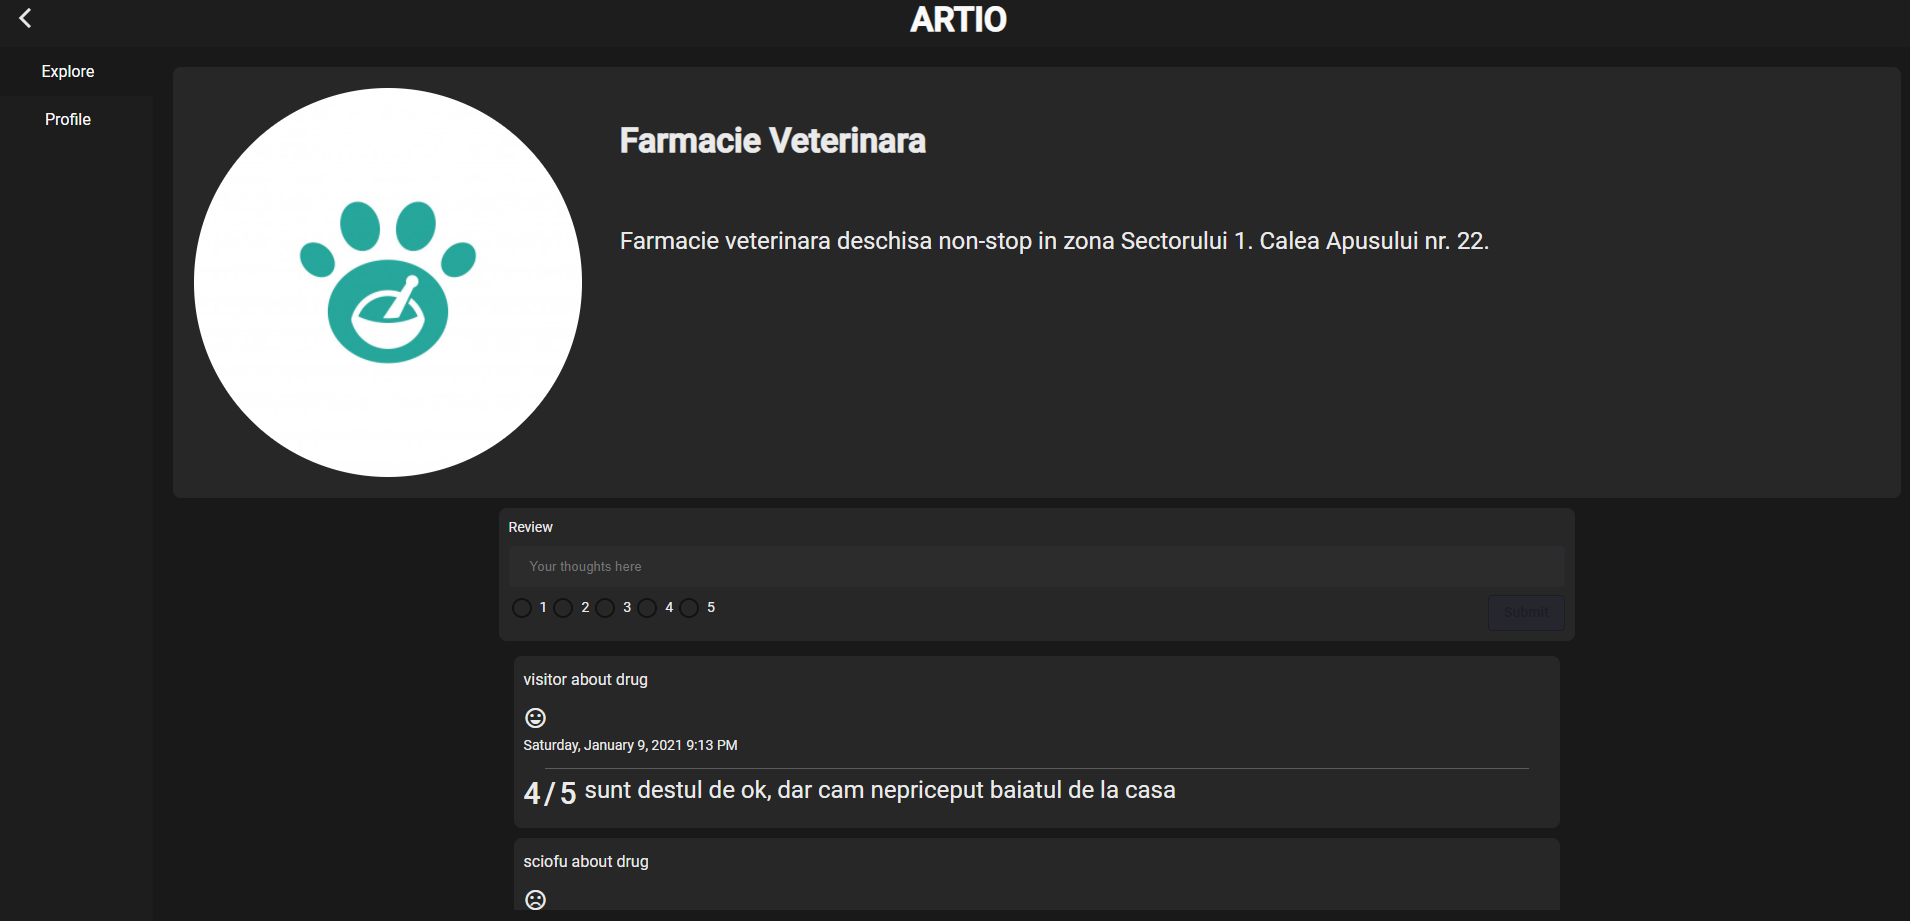 ARTIO
Explore
Profile
Farmacie Veterinara
Farmacie veterinara deschisa non-stop in zona Sectorului 1. Calea Apusului nr. 22.
Review
Your thoughts here
1 2 3 4 5
Submit
visitor about drug
Saturday, January 9, 2021 9:13 PM
4/5 sunt destul de ok, dar cam nepriceput baiatul de la casa
sciofu about drug